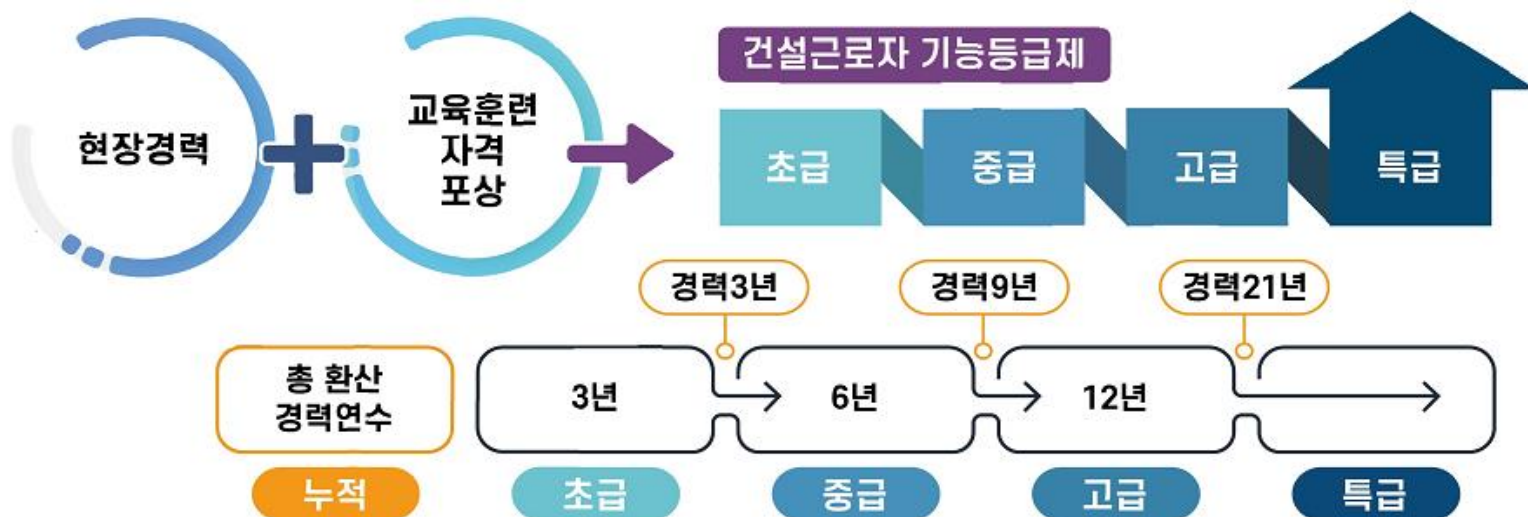 건설근로자 기능등급제
현장경력
교육훈련
자격
포상
초급
중급
고급
특급
경력3년
경력9년
경력21년
총 환산
경력연수
3년
6년
12년
누적
초급
중급
고급
특급